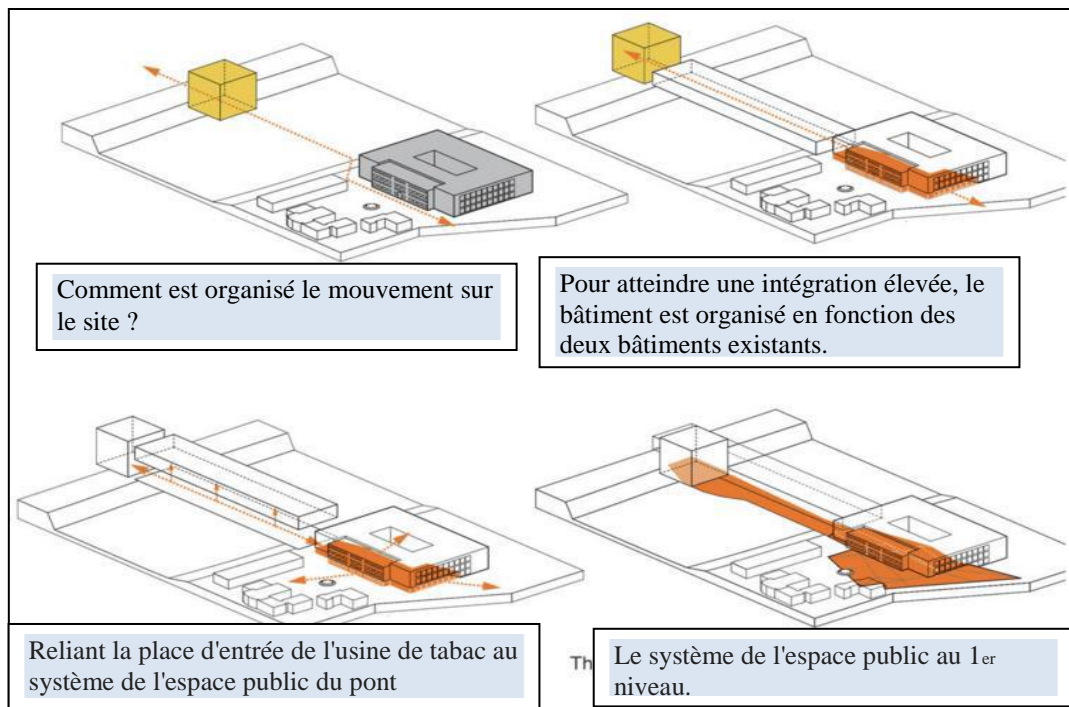 Comment est organisé le mouvement sur
le site ?
Pour atteindre une intégration élevée, le
bâtiment est organisé en fonction des
deux bâtiments existants.
Reliant la place d'entrée de l'usine de tabac au
système de l'espace public du pont
Th
Le système de l'espace public au 1er
niveau.